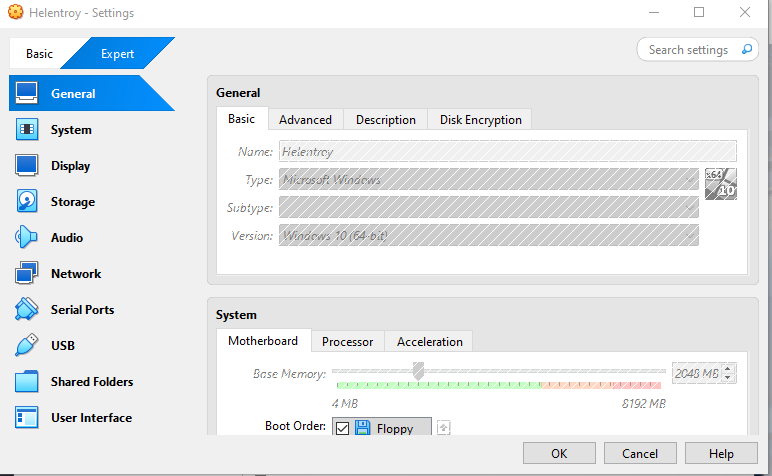 Helentroy - Settings
Basic Expert
Search settings
General
System
Display
Storage
Audio
Network
Serial Ports
USB
Shared Folders
User Interface
General
Basic Advanced Description Disk Encryption
Name: Helentroy
Type: Microsoft Windows
x64
10
Subtype:
Version: Windows 10 (64-bit)
System
Motherboard Processor Acceleration
Base Memory: 2048 MB
4 MB 8192 MB
Boot Order: Floppy
OK Cancel Help